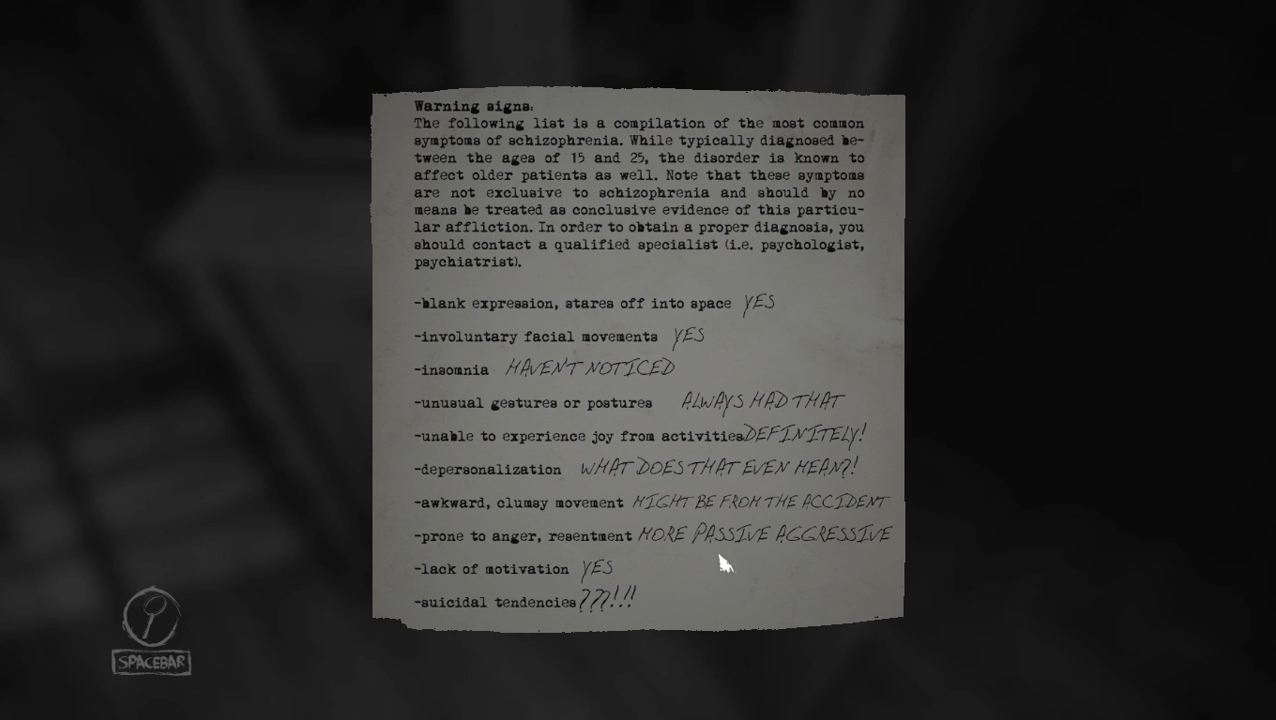 Warning signs.
The following list is a compilation of the most common
symptoms of schizophrenia. While typically diagnosed be-
tween the ages of 15 and 25, the disorder is known to
affect older patients as well. Note that these symptoms
are not exclusive to schizophrenia and should by no
means be treated as conclusive evidence of this particu-
lar affliction. In order to obtain a proper diagnosis, you
should contact a qualified specialist (i.e. psychologist,
psychiatrist).
-blank expression, stares off into space YES
-involuntary facial movements YES
-insomnia HAVEN'T NOTICED
-unusual gestures or postures ALWAYS HAD THAT
-unable to experience joy from activities DEFINITELY!
-depersonalization WHAT DOES THAT EVEN MEAN?!
-awkward, clumsy movement MIGHT BE FROM THE ACCIDENT
-prone to anger, resentment MORE PASSIVE AGGRESSIVE
-lack of motivation YES
-suicidal tendencies???!!!
SPACEBAR